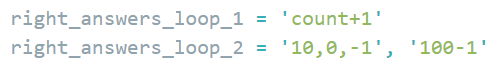 right_answers_loop_1 = 'count+1'
right_answers_loop_2 = '10,0,-1', '100-1'